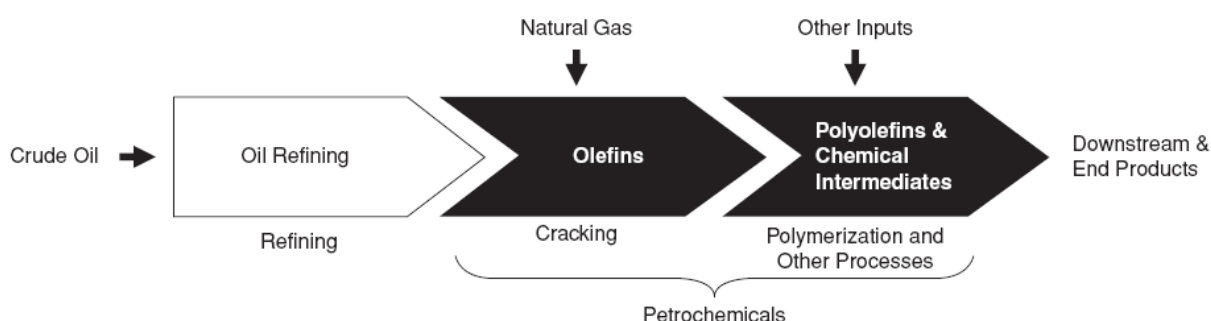 Natural Gas
Other Inputs
Crude Oil
Oil Refining
Olefins
Polyolefins &
Chemical
Intermediates
Downstream &
End Products
Refining
Cracking
Polymerization and
Other Processes
Petrochemicals